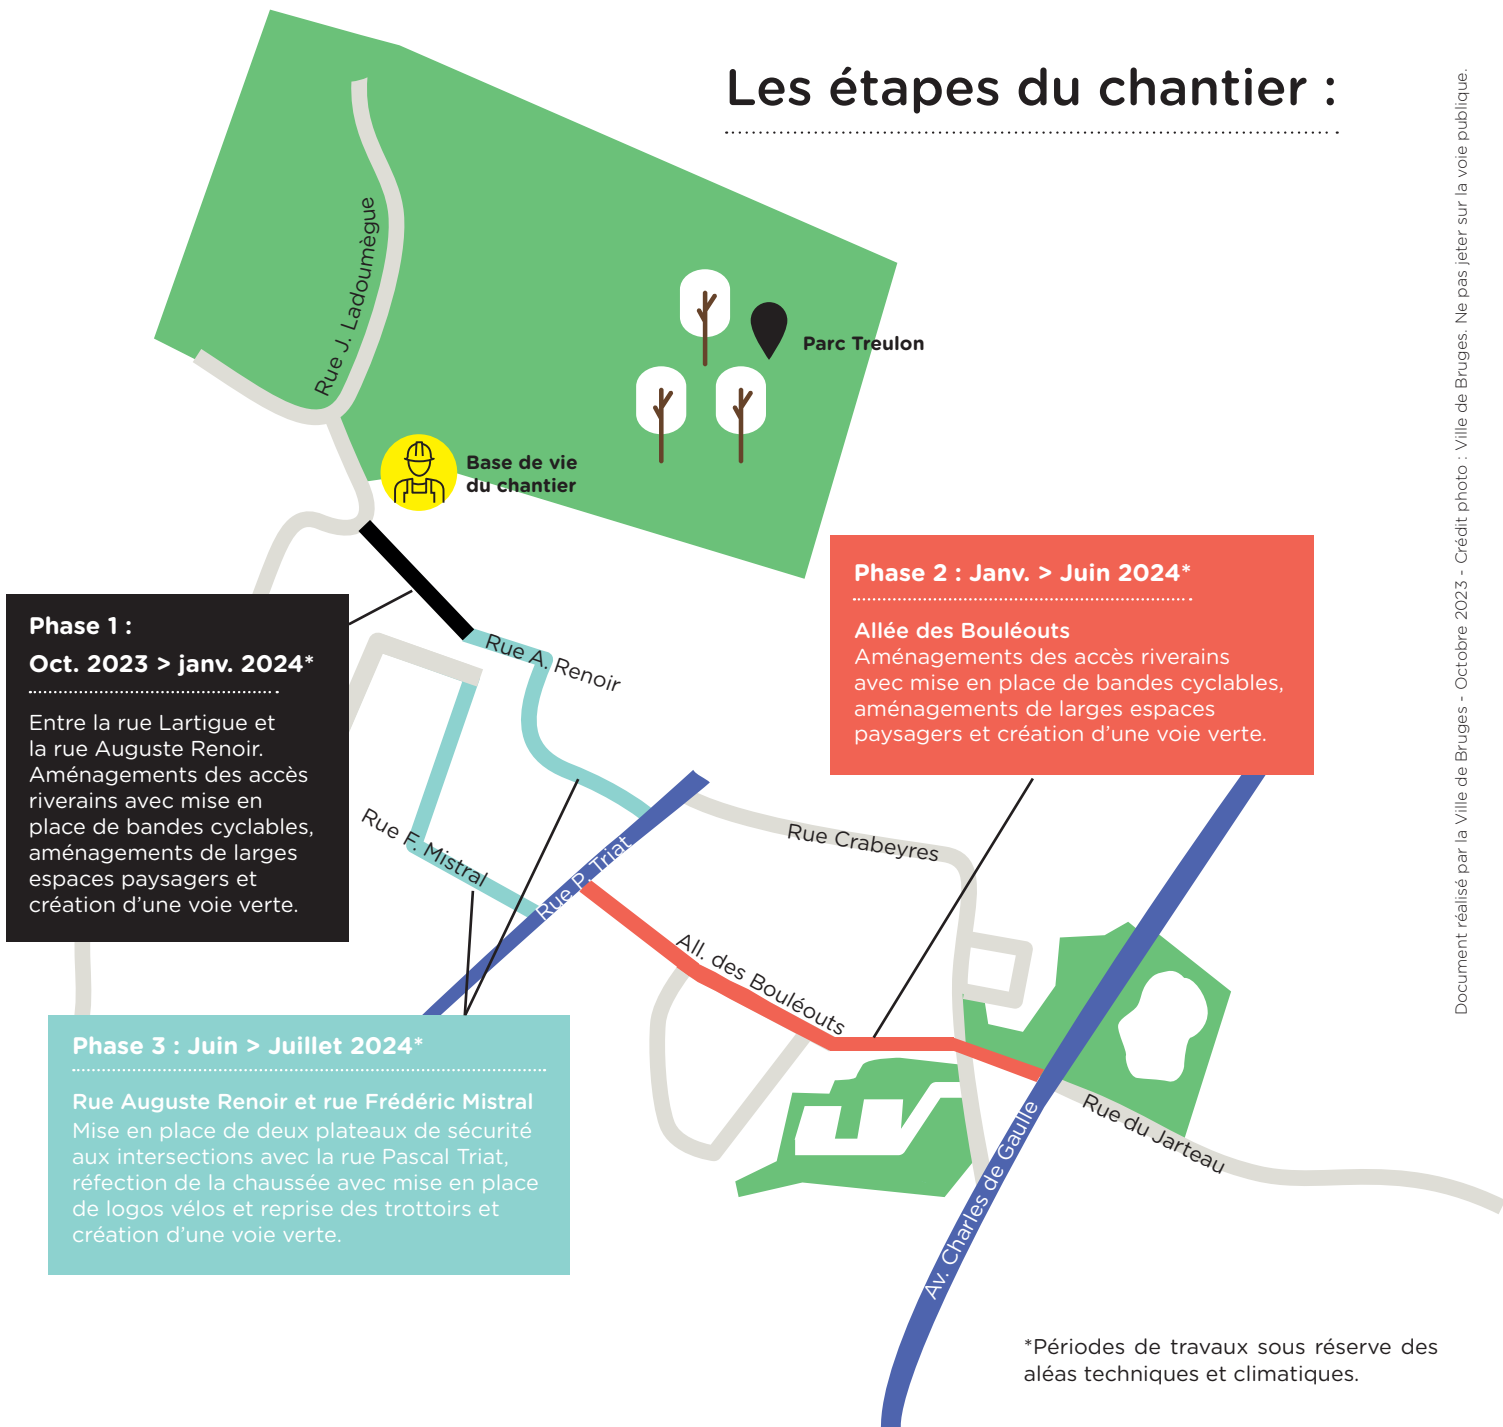 Les étapes du chantier :
Rue J. Ladoumègue
Parc Treulon
Base de vie
du chantier
Phase 1 :
Oct. 2023 > janv. 2024*
Entre la rue Lartigue et
la rue Auguste Renoir.
Aménagements des accès
riverains avec mise en
place de bandes cyclables,
aménagements de larges
espaces paysagers et
création d’une voie verte.
Rue A. Renoir
Phase 2 : Janv. > Juin 2024*
Allée des Bouléouts
Aménagements des accès riverains
avec mise en place de bandes cyclables,
aménagements de larges espaces
paysagers et création d’une voie verte.
Rue F. Mistral
Rue P. Triat
Rue Crabeyres
All. des Bouléouts
Phase 3 : Juin > Juillet 2024*
Rue Auguste Renoir et rue Frédéric Mistral
Mise en place de deux plateaux de sécurité
aux intersections avec la rue Pascal Triat,
réfection de la chaussée avec mise en place
de logos vélos et reprise des trottoirs et
création d’une voie verte.
Rue du Jarteau
Av. Charles de Gaulle
*Périodes de travaux sous réserve des
aléas techniques et climatiques.
Document réalisé par la Ville de Bruges - Octobre 2023 - Crédit photo : Ville de Bruges. Ne pas jeter sur la voie publique.